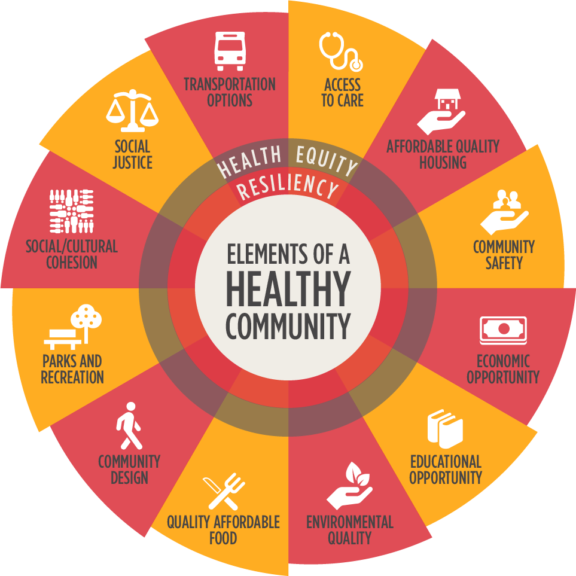 ELEMENTS OF A
HEALTHY
COMMUNITY
HEALTH EQUITY
RESILIENCY
ACCESS
TO CARE
AFFORDABLE QUALITY
HOUSING
COMMUNITY
SAFETY
ECONOMIC
OPPORTUNITY
EDUCATIONAL
OPPORTUNITY
ENVIRONMENTAL
QUALITY
QUALITY AFFORDABLE
FOOD
COMMUNITY
DESIGN
PARKS AND
RECREATION
SOCIAL/CULTURAL
COHESION
SOCIAL
JUSTICE
TRANSPORTATION
OPTIONS